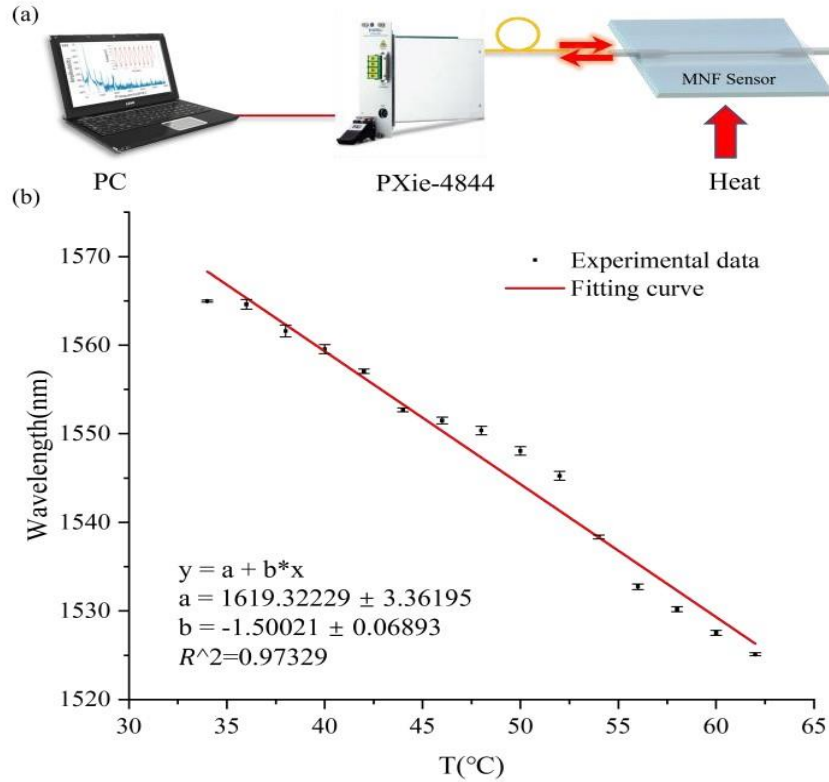 (a)
MNF Sensor
PC
PXie-4844
Heat
(b)
1570
1560
1550
1540
1530
1520
Wavelength(nm)
Experimental data
Fitting curve
y = a + b*x
a = 1619.32229 ± 3.36195
b = -1.50021 ± 0.06893
R^2=0.97329
30 35 40 45 50 55 60 65
T(°C)